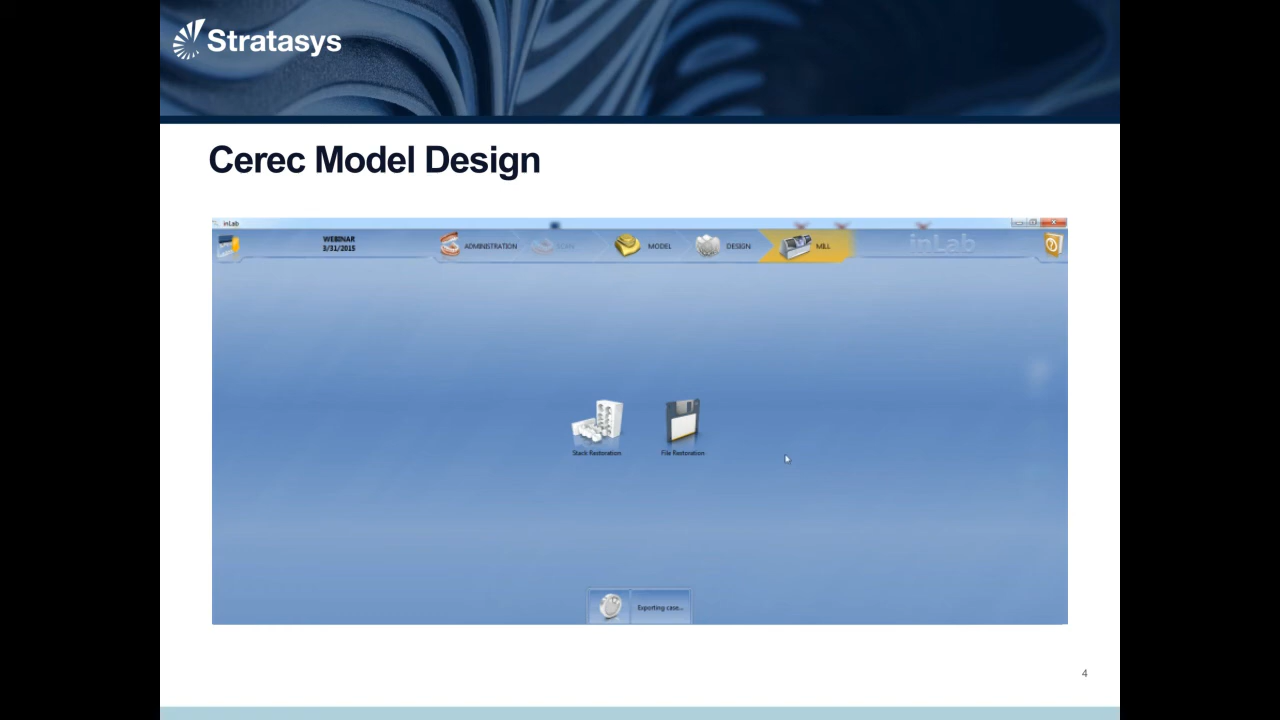 Stratasys
Cerec Model Design
inLab
WEBINAR
3/31/2015
ADMINISTRATION
MODEL
DESIGN
MILL
inLab
Stack Restoration
File Restoration
Exporting case...
4